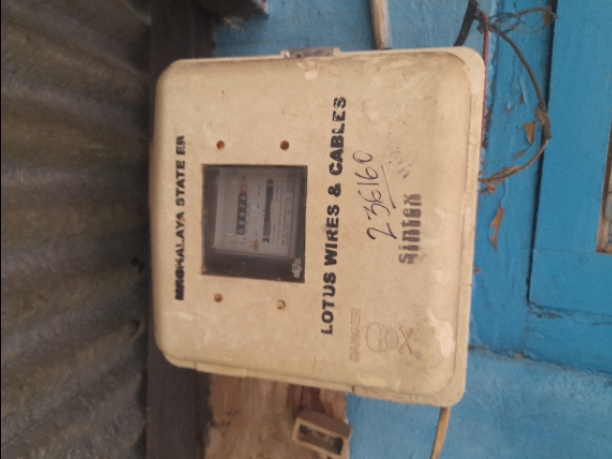 MEGHALAYA STATE EB
LOTUS WIRES & CABLES
236160
sintex
DANGER